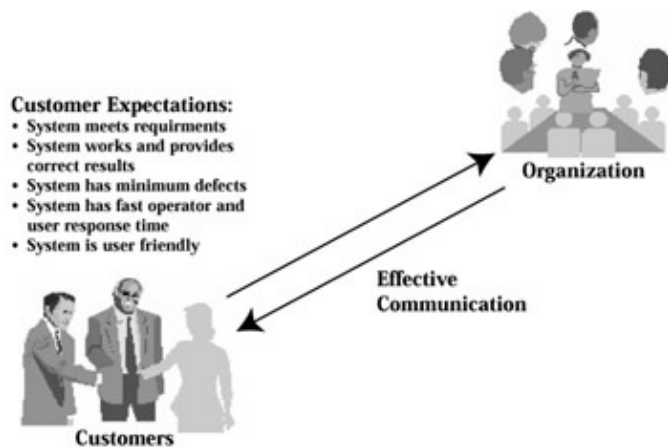 Customer Expectations:
• System meets requirments
• System works and provides
correct results
• System has minimum defects
• System has fast operator and
user response time
• System is user friendly
Organization
Effective
Communication
Customers